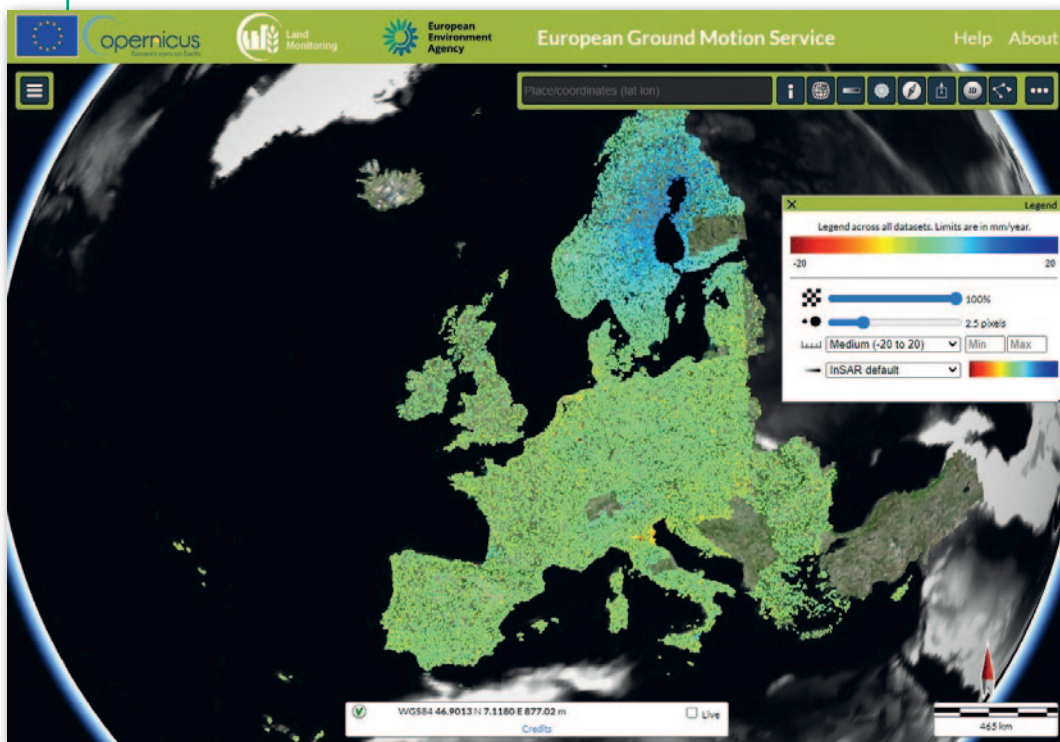 opernicus
Europe's eyes on Earth
Land
Monitoring
European
Environment
Agency
European Ground Motion Service
Help
About
Place/coordinates (lat lon)
i
3D
Legend
Legend across all datasets. Limits are in mm/year.
-20
20
100%
2.5 pixels
Medium (-20 to 20)
Min
Max
InSAR default
WGS84 46.9013 N 7.1180 E 877.02 m
Live
Credits
465 km